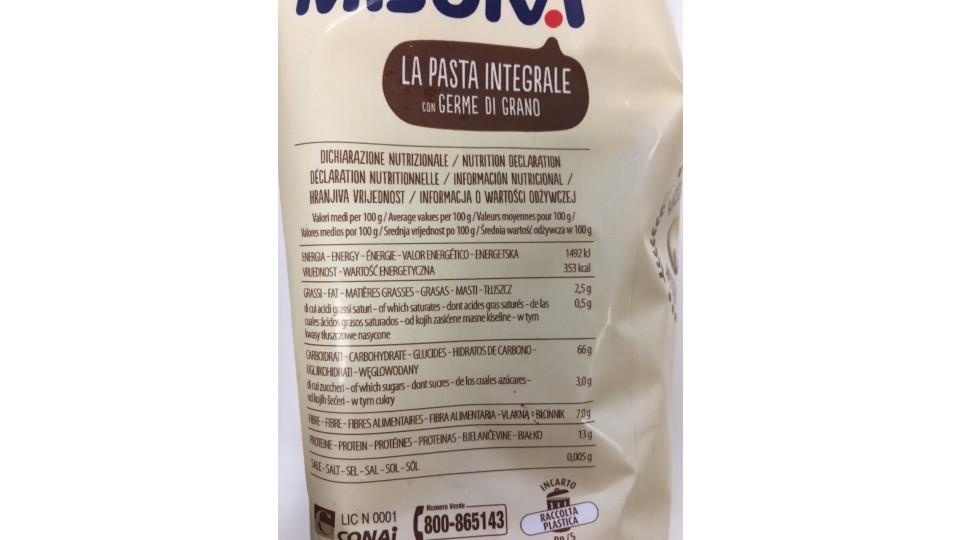 LA PASTA INTEGRALE
CON GERME DI GRANO
DICHIARAZIONE NUTRIZIONALE / NUTRITION DECLARATION
DÉCLARATION NUTRITIONNELLE / INFORMACIÓN NUTRICIONAL /
HRANJIVA VRIJEDNOST / INFORMACJA O WARTOŚCI ODŻYWCZEJ
Valori medi per 100 g / Average values per 100 g / Valeurs moyennes pour 100 g /
Valores medios por 100 g / Srednja vrijednost po 100 g / Średnia wartość odżywcza w 100 g
ENERGIA - ENERGY - ÉNERGIE - VALOR ENERGÉTICO - ENERGETSKA 1492 kJ
VRIJEDNOST - WARTOŚĆ ENERGETYCZNA 353 kcal
GRASSI - FAT - MATIÈRES GRASSES - GRASAS - MASTI - TŁUSZCZ 2,5 g
di cui acidi grassi saturi - of which saturates - dont acides gras saturés - de las 0,5 g
cuales ácidos grasos saturados - od kojih zasićene masne kiseline - w tym
kwasy tłuszczowe nasycone
CARBOIDRATI - CARBOHYDRATE - GLUCIDES - HIDRATOS DE CARBONO - 66 g
UGLJIKOHIDRATI - WĘGLOWODANY
di cui zuccheri - of which sugars - dont sucres - de los cuales azúcares - 3,0 g
od kojih šećeri - w tym cukry
FIBRE - FIBRE - FIBRES ALIMENTAIRES - FIBRA ALIMENTARIA - VLAKNA - BŁONNIK 7,0 g
PROTEINE - PROTEIN - PROTÉINES - PROTEINAS - BJELANČEVINE - BIAŁKO 13 g
SALE - SALT - SEL - SAL - SOL - SÓL 0,005 g
LIC N 0001
CONAI
Numero Verde
800-865143
INCARTO
RACCOLTA
PLASTICA